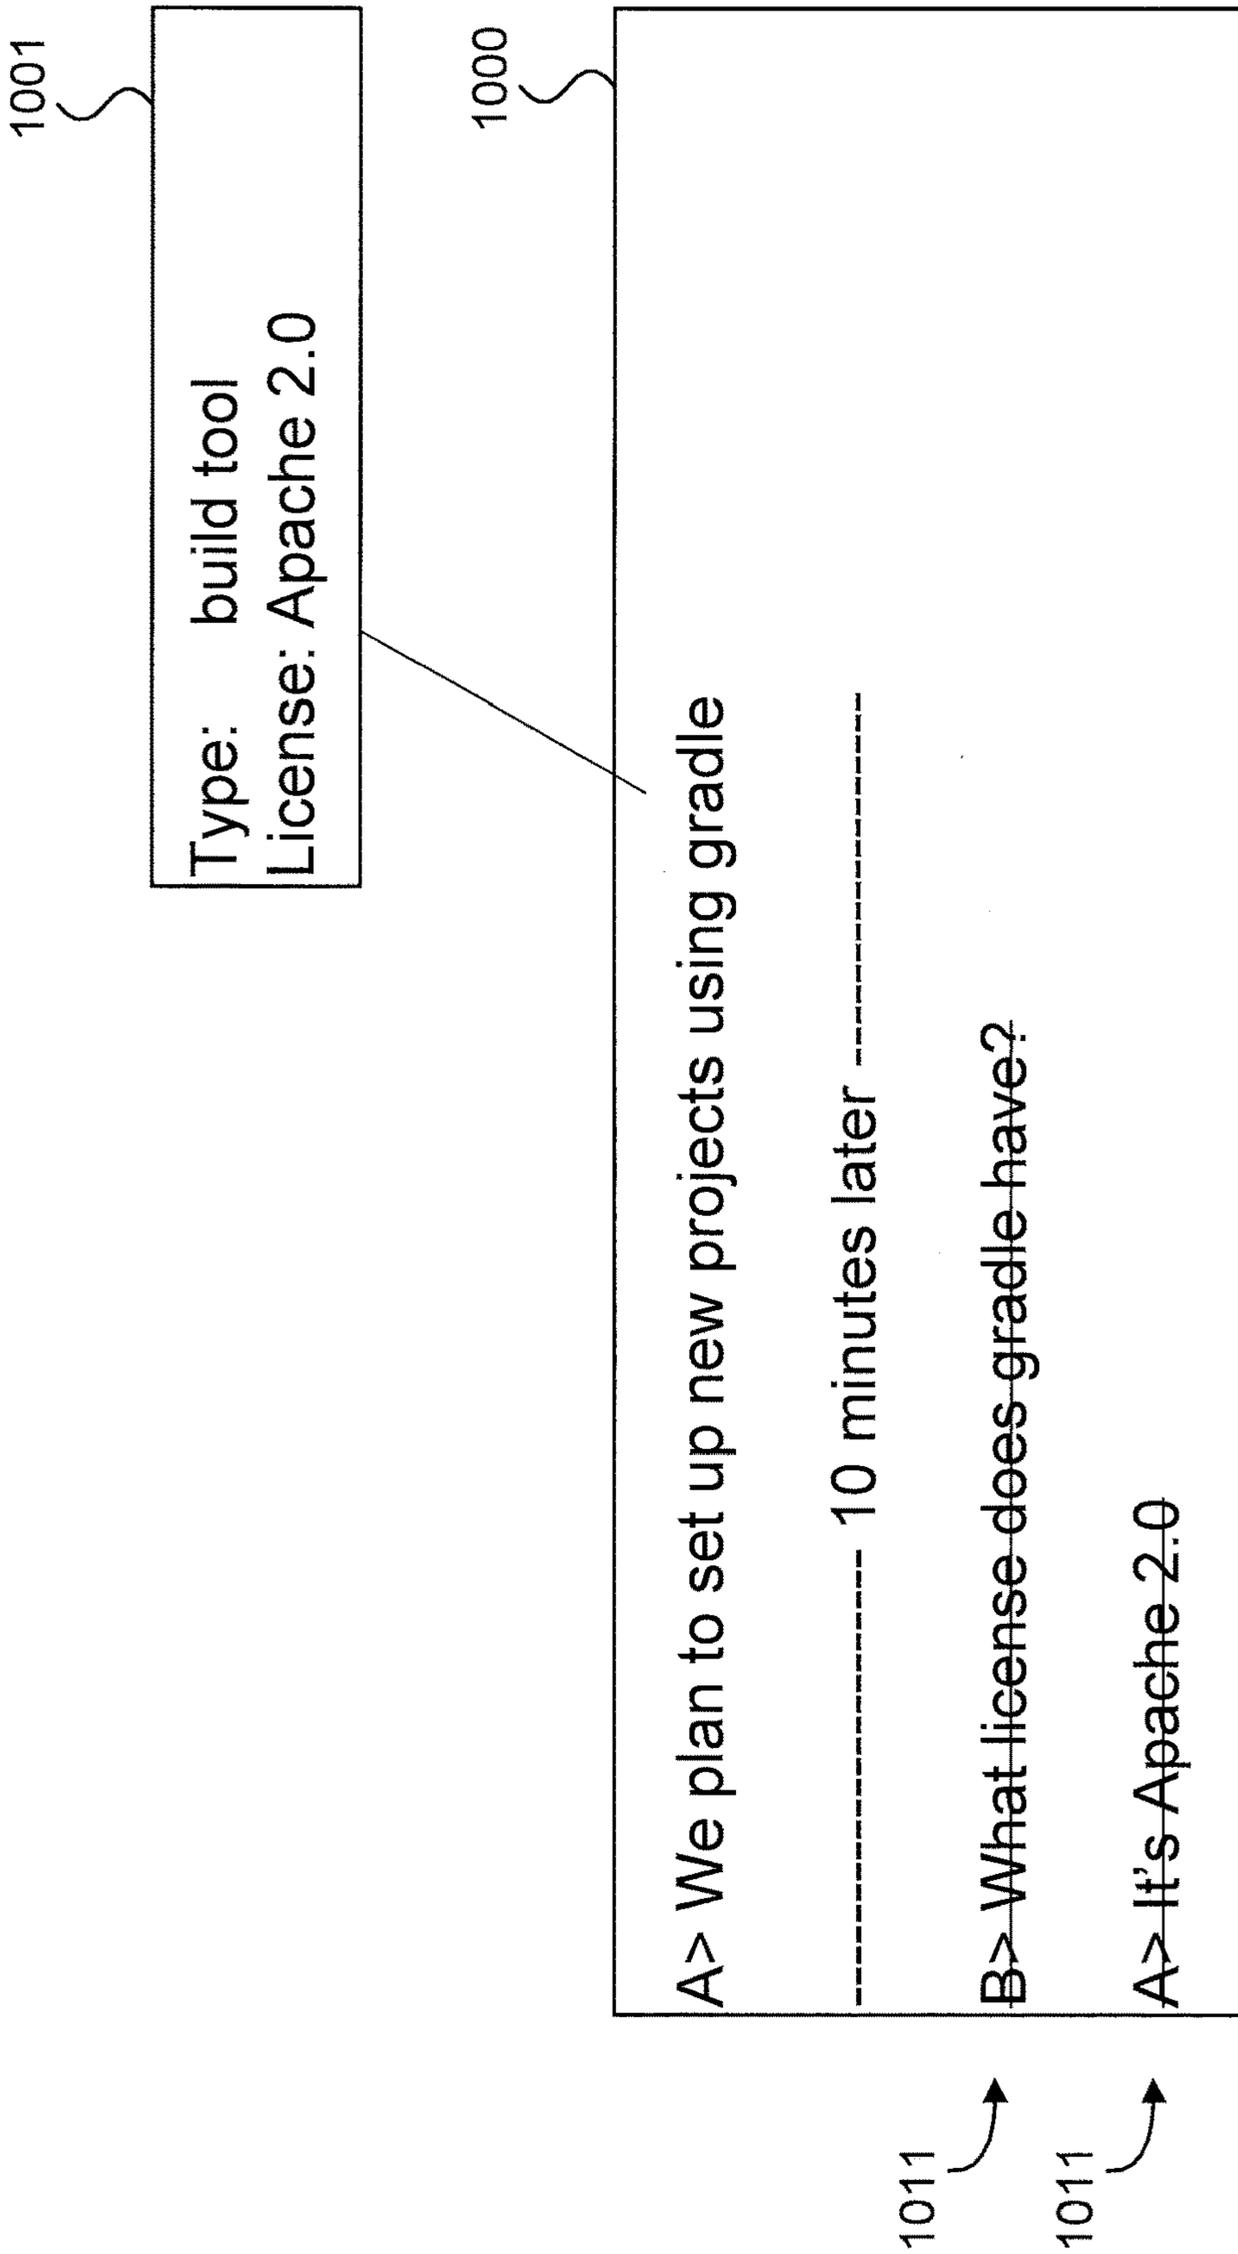 1001
Type: build tool
License: Apache 2.0
1000
A> We plan to set up new projects using gradle
---------------- 10 minutes later ----------------
1011
B> What license does gradle have?
1011
A> It's Apache 2.0